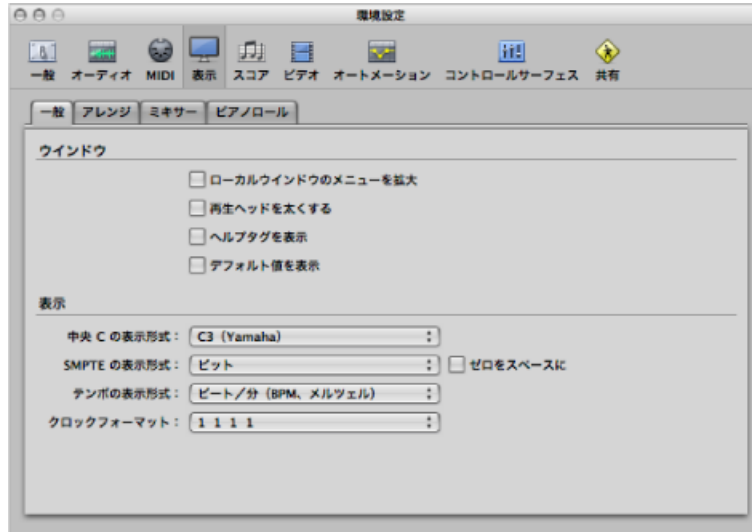 環境設定
一般 オーディオ MIDI 表示 スコア ビデオ オートメーション コントロールサーフェス 共有
一般 アレンジ ミキサー ピアノロール
ウインドウ
ローカルウインドウのメニューを拡大
再生ヘッドを太くする
ヘルプタグを表示
デフォルト値を表示
表示
中央 C の表示形式： C3（Yamaha）
SMPTE の表示形式： ビット ゼロをスペースに
テンポの表示形式： ビート／分（BPM、メルツェル）
クロックフォーマット： 1 1 1 1